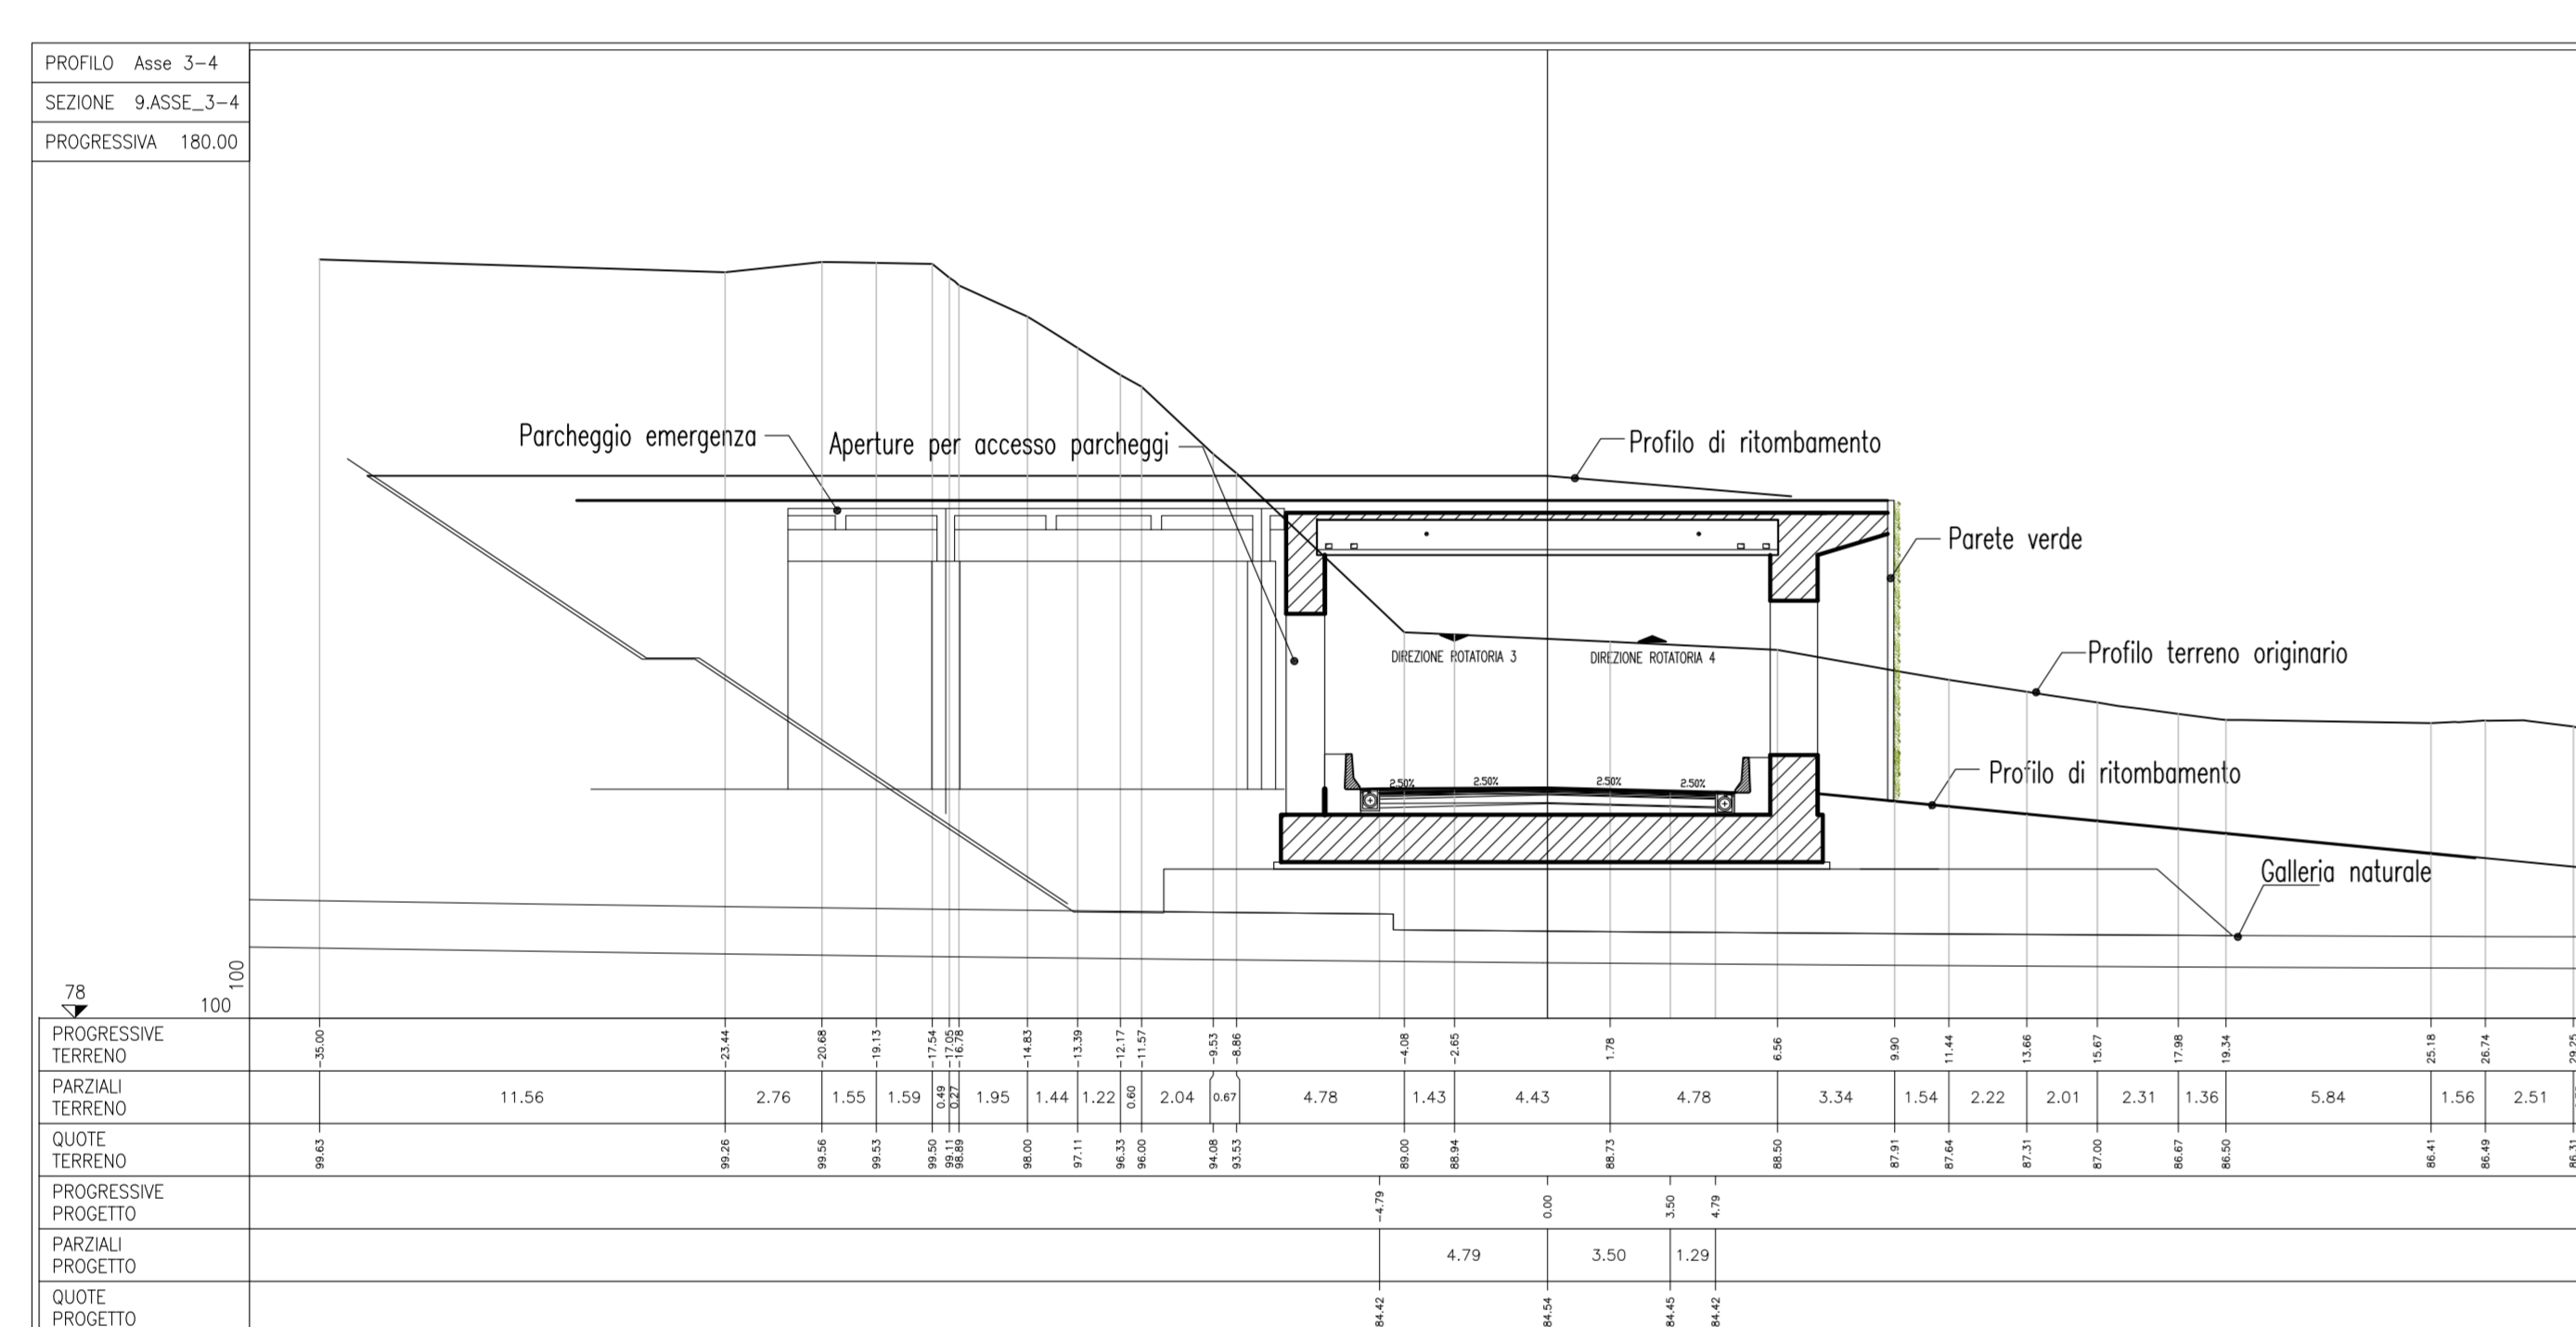 PROFILO Asse 3-4
SEZIONE 9.ASSE_3-4
PROGRESSIVA 180.00
Parcheggio emergenza
Aperture per accesso parcheggi
Profilo di ritombamento
Parete verde
DIREZIONE ROTATORIA 3
DIREZIONE ROTATORIA 4
Profilo terreno originario
2.50% 2.50% 2.50% 2.50%
Profilo di ritombamento
Galleria naturale
78
100
100
PROGRESSIVE
TERRENO
-35.00 -23.44 -20.68 -19.13 -17.54 -17.05 -16.78 -14.83 -13.39 -12.17 -11.57 -9.53 -8.86 -4.08 -2.65 1.78 6.56 9.90 11.44 13.66 15.67 17.98 19.34 25.18 26.74 29.25
PARZIALI
TERRENO
11.56 2.76 1.55 1.59 0.49 0.27 1.95 1.44 1.22 0.60 2.04 0.67 4.78 1.43 4.43 4.78 3.34 1.54 2.22 2.01 2.31 1.36 5.84 1.56 2.51
QUOTE
TERRENO
99.63 99.26 99.56 99.53 99.50 99.11 98.89 98.00 97.11 96.33 96.00 94.08 93.53 89.00 88.94 88.73 88.50 87.91 87.64 87.31 87.00 86.67 86.50 86.41 86.49 86.31
PROGRESSIVE
PROGETTO
-4.79 0.00 3.50 4.79
PARZIALI
PROGETTO
4.79 3.50 1.29
QUOTE
PROGETTO
84.42 84.54 84.45 84.42